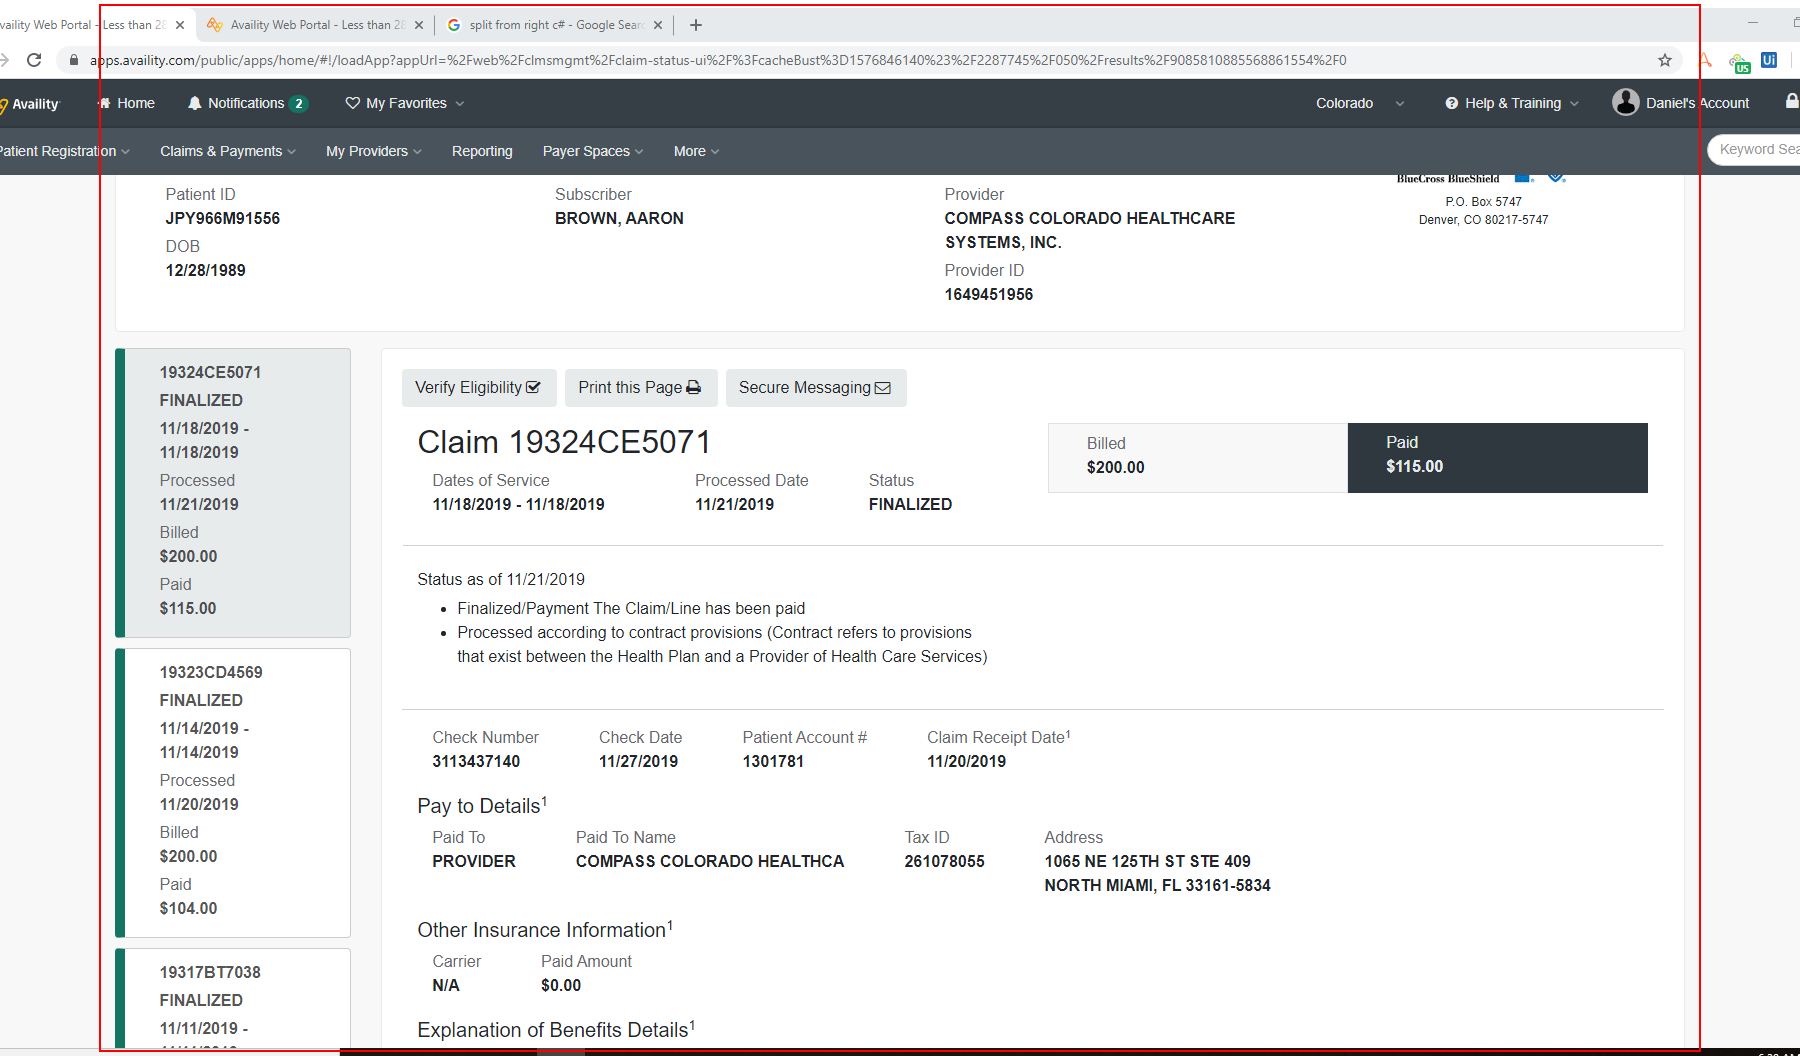 vaility Web Portal - Less than 28
Availity Web Portal - Less than 28
split from right c# - Google Sear
apps.availity.com/public/apps/home/#!/loadApp?appUrl=%2Fweb%2Fclmsmgmt%2Fclaim-status-ui%2F%3FcacheBust%3D1576846140%23%2F2287745%2F050%2Fresults%2F9085810885568861554%2F0
US
Ui
Availity
Home
Notifications 2
My Favorites
Colorado
Help & Training
Daniel's Account
Patient Registration
Claims & Payments
My Providers
Reporting
Payer Spaces
More
Keyword Sea
Patient ID
JPY966M91556
DOB
12/28/1989
Subscriber
BROWN, AARON
Provider
COMPASS COLORADO HEALTHCARE
SYSTEMS, INC.
Provider ID
1649451956
BlueCross BlueShield
P.O. Box 5747
Denver, CO 80217-5747
19324CE5071
FINALIZED
11/18/2019 -
11/18/2019
Processed
11/21/2019
Billed
$200.00
Paid
$115.00
19323CD4569
FINALIZED
11/14/2019 -
11/14/2019
Processed
11/20/2019
Billed
$200.00
Paid
$104.00
19317BT7038
FINALIZED
11/11/2019 -
Verify Eligibility
Print this Page
Secure Messaging
Claim 19324CE5071
Billed
$200.00
Paid
$115.00
Dates of Service
11/18/2019 - 11/18/2019
Processed Date
11/21/2019
Status
FINALIZED
Status as of 11/21/2019
• Finalized/Payment The Claim/Line has been paid
• Processed according to contract provisions (Contract refers to provisions
that exist between the Health Plan and a Provider of Health Care Services)
Check Number
3113437140
Check Date
11/27/2019
Patient Account #
1301781
Claim Receipt Date1
11/20/2019
Pay to Details1
Paid To
PROVIDER
Paid To Name
COMPASS COLORADO HEALTHCA
Tax ID
261078055
Address
1065 NE 125TH ST STE 409
NORTH MIAMI, FL 33161-5834
Other Insurance Information1
Carrier
N/A
Paid Amount
$0.00
Explanation of Benefits Details1